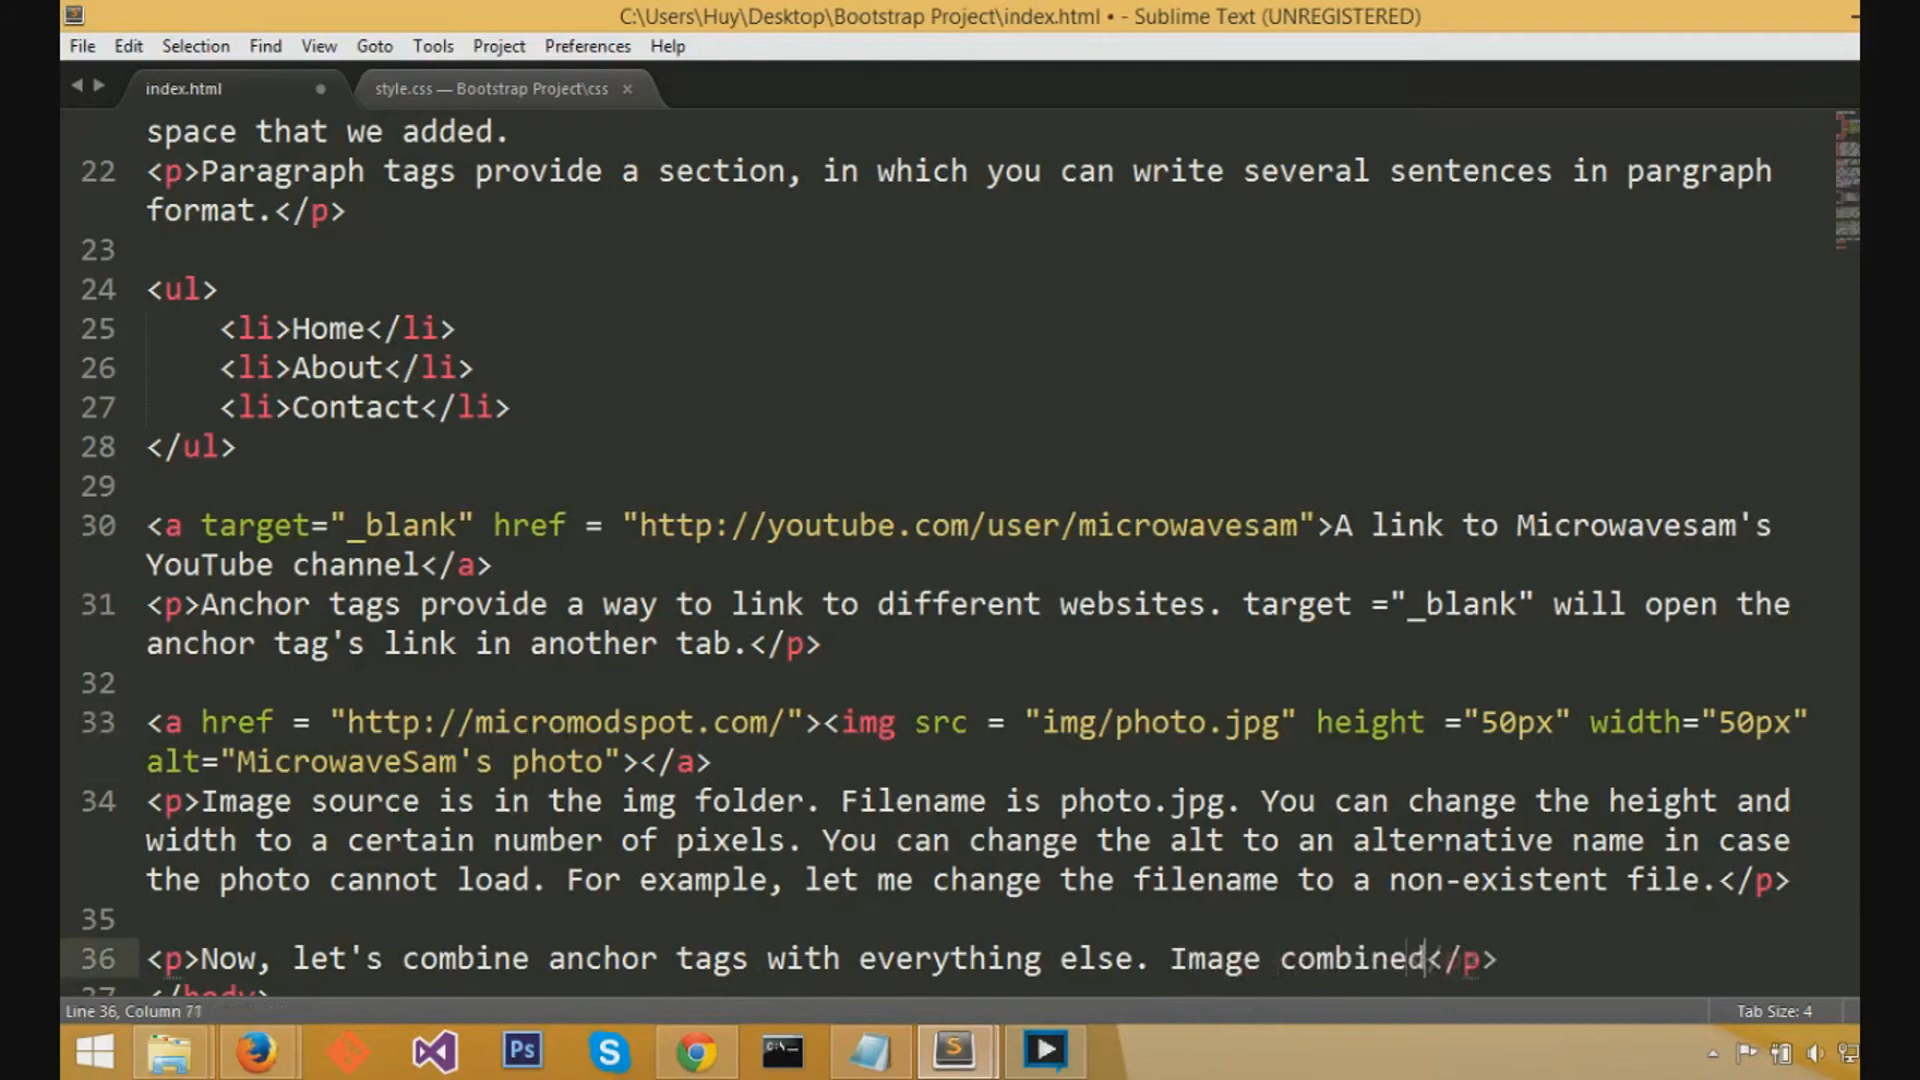 C:\Users\Huy\Desktop\Bootstrap Project\index.html • - Sublime Text (UNREGISTERED)
File Edit Selection Find View Goto Tools Project Preferences Help
index.html style.css — Bootstrap Project\css ×
space that we added.
22 <p>Paragraph tags provide a section, in which you can write several sentences in pargraph
format.</p>
23
24 <ul>
25 <li>Home</li>
26 <li>About</li>
27 <li>Contact</li>
28 </ul>
29
30 <a target="_blank" href = "http://youtube.com/user/microwavesam">A link to Microwavesam's
YouTube channel</a>
31 <p>Anchor tags provide a way to link to different websites. target ="_blank" will open the
anchor tag's link in another tab.</p>
32
33 <a href = "http://micromodspot.com/"><img src = "img/photo.jpg" height ="50px" width="50px"
alt="MicrowaveSam's photo"></a>
34 <p>Image source is in the img folder. Filename is photo.jpg. You can change the height and
width to a certain number of pixels. You can change the alt to an alternative name in case
the photo cannot load. For example, let me change the filename to a non-existent file.</p>
35
36 <p>Now, let's combine anchor tags with everything else. Image combined</p>
37 </body>
Line 36, Column 71 Tab Size: 4
Ps